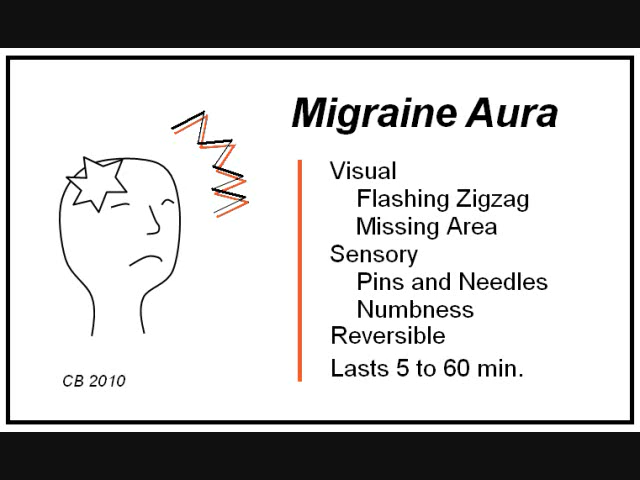 Migraine Aura
Visual
Flashing Zigzag
Missing Area
Sensory
Pins and Needles
Numbness
Reversible
Lasts 5 to 60 min.
CB 2010